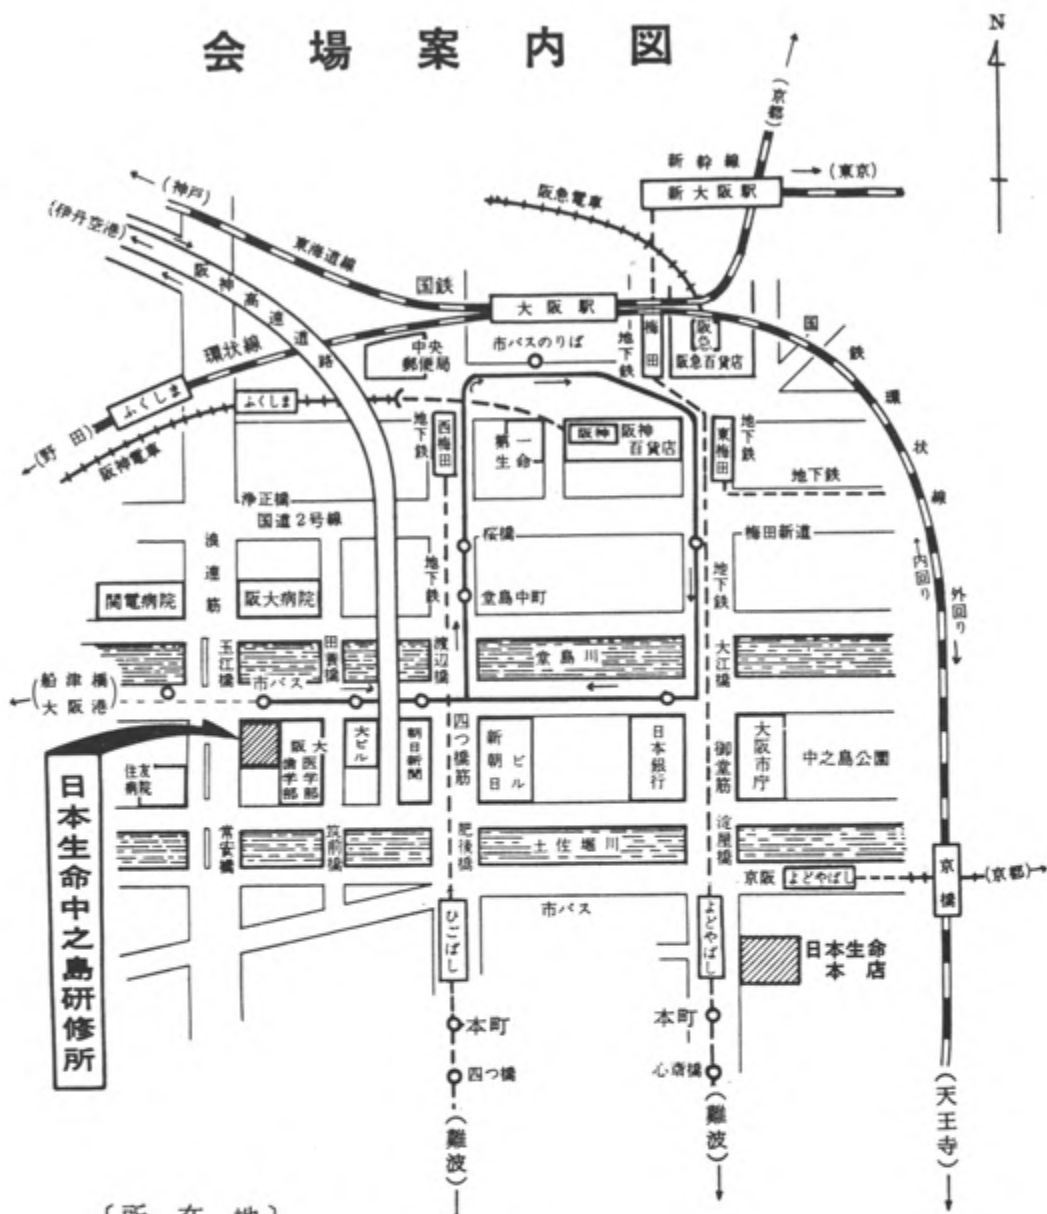 会場案内図
N
(京都)
新幹線
新大阪駅
(東京)
阪急電車
(神戸)
(伊丹空港)
東海道線
阪神高速道路
国鉄
大阪駅
梅田
地下鉄
阪急
阪急百貨店
国鉄環状線
環状線
中央
郵便局
市バスのりば
ふくしま
ふくしま
(野田)
阪神電車
地下鉄
西梅田
第一
生命
阪神
阪神
百貨店
東梅田
地下鉄
地下鉄
浄正橋
国道2号線
桜橋
梅田新道
浪速筋
地下鉄
地下鉄
内回り
外回り
関電病院
阪大病院
堂島中町
玉江橋
田蓑橋
渡辺橋
堂島川
大江橋
(船津橋
大阪港)
市バス
住友
病院
阪大
医学部
歯学部
大ビル
朝日新聞
四つ橋筋
新朝日
ビル
日本銀行
御堂筋
大阪市庁
中之島公園
日本生命中之島研修所
常安橋
筑前橋
肥後橋
土佐堀川
淀屋橋
京阪
よどやばし
京橋
(京都)
市バス
ひごばし
よどやばし
日本生命
本店
本町
本町
四つ橋
心斎橋
(難波)
(難波)
(天王寺)
〔所在地〕